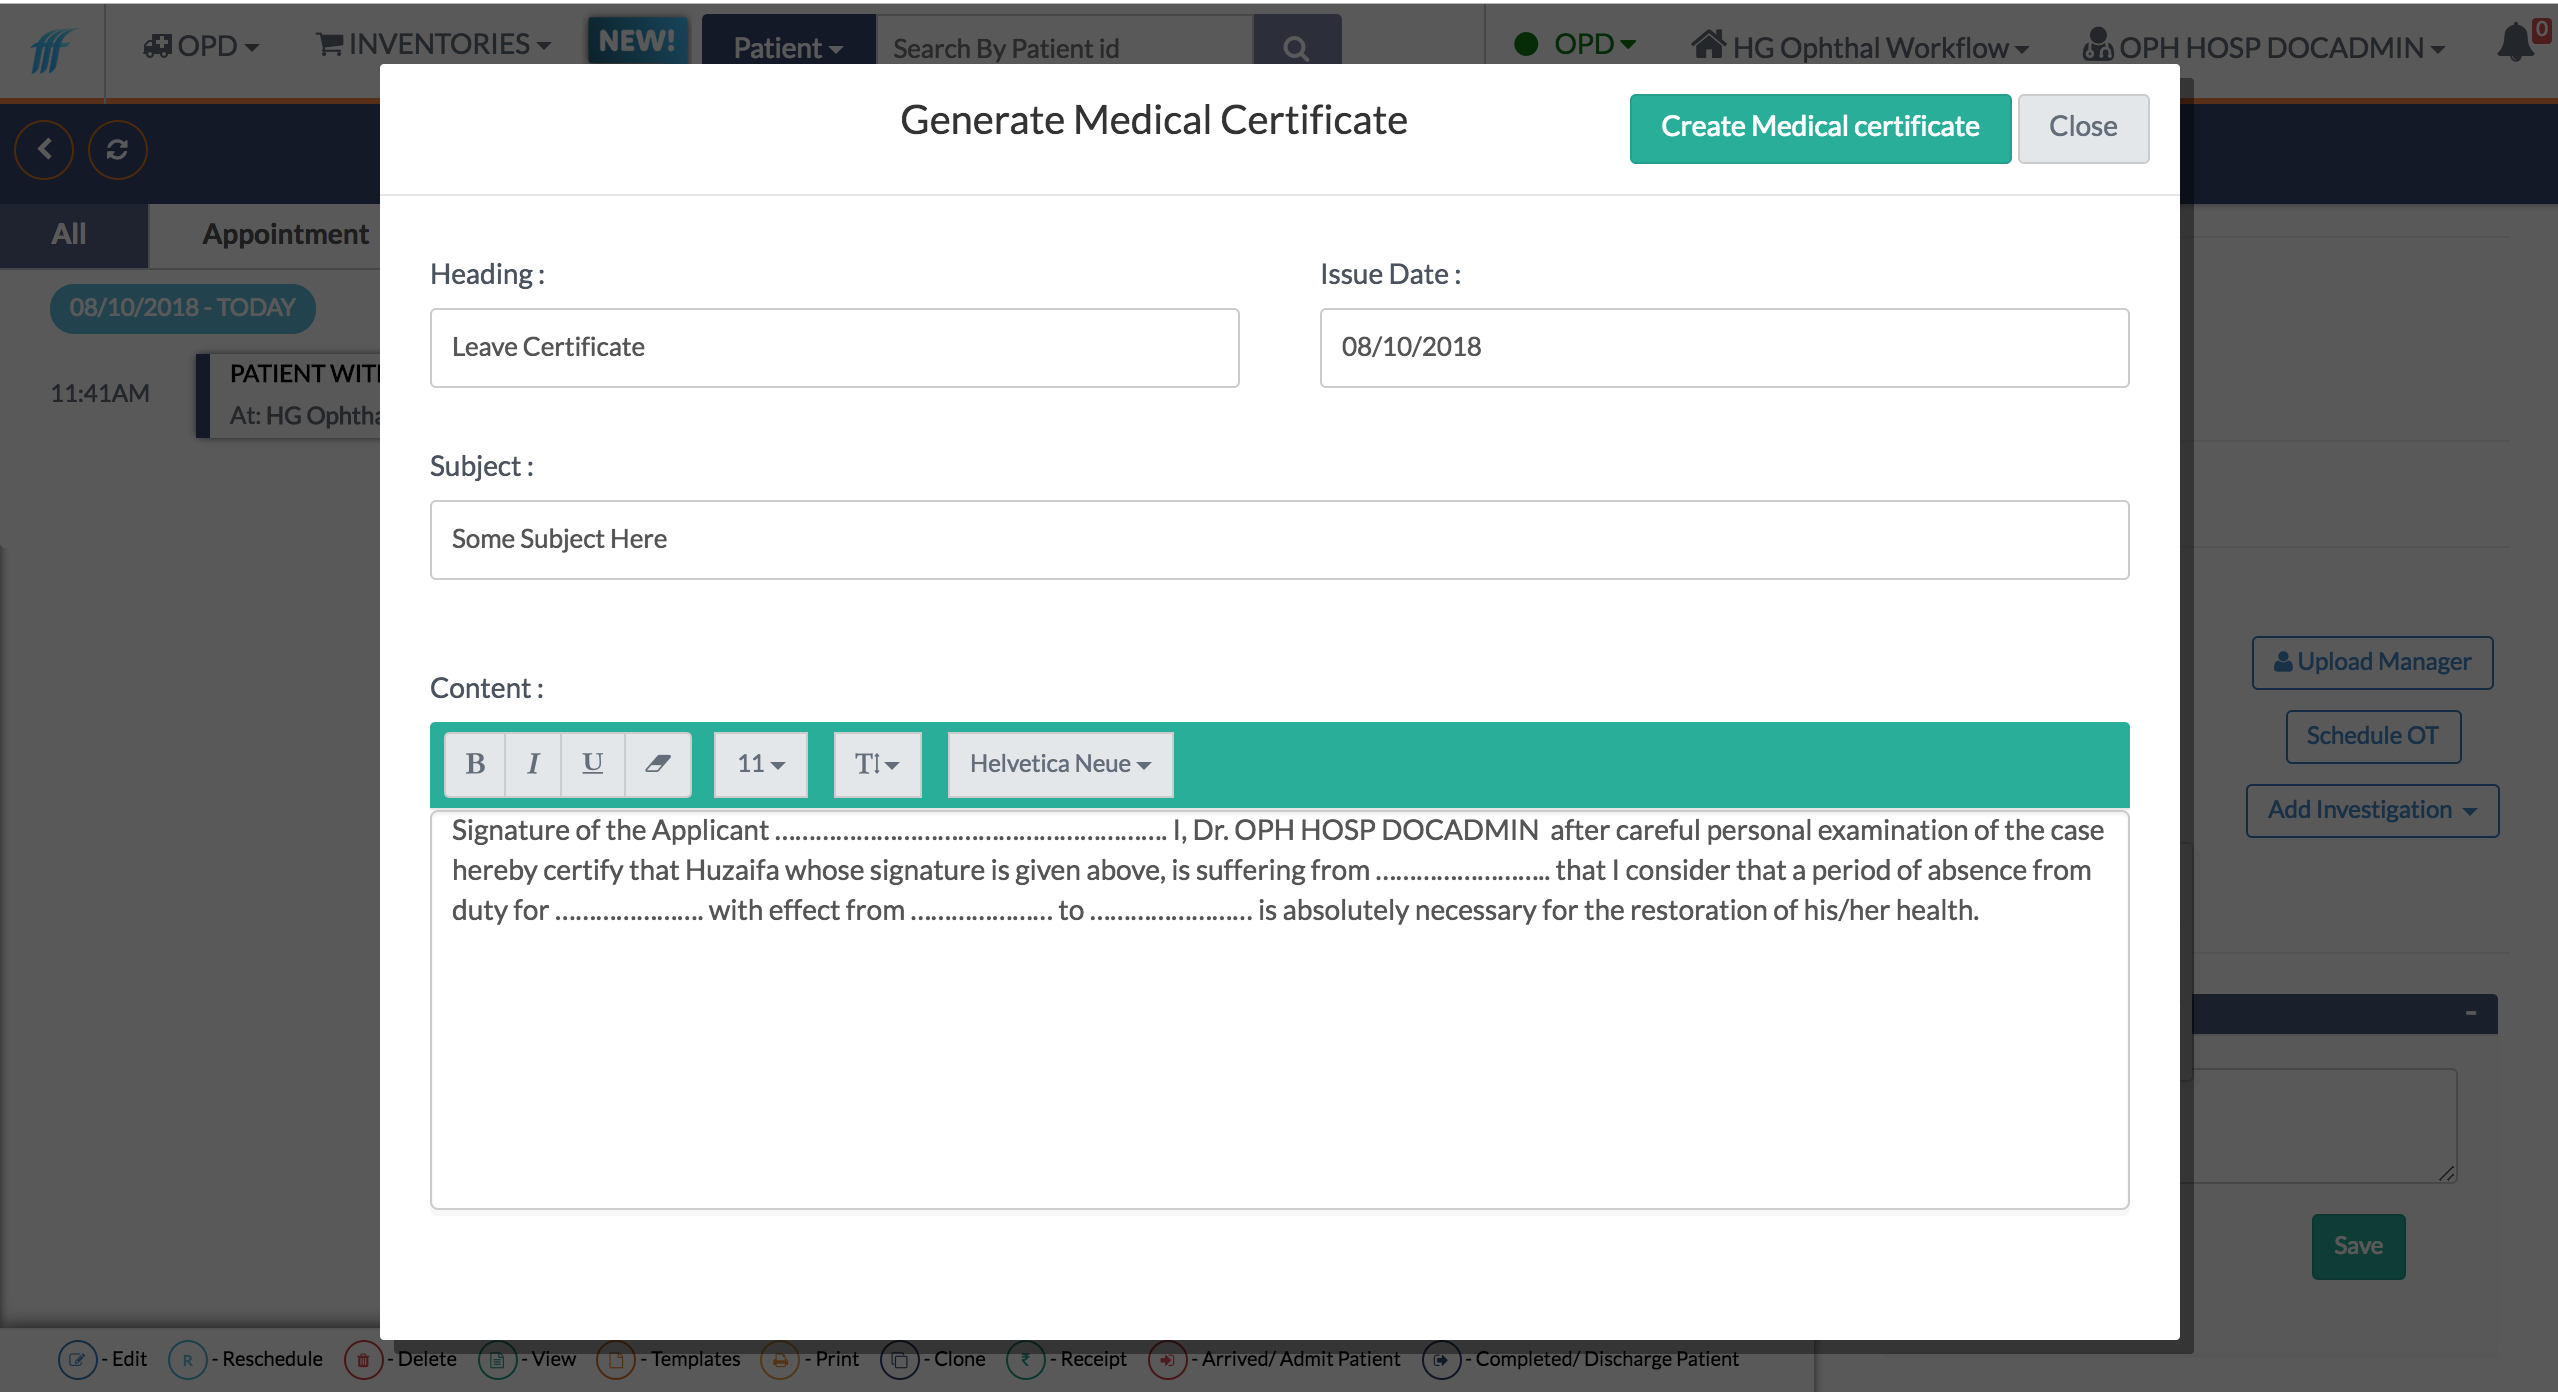 OPD
INVENTORIES
NEW!
Patient
Search By Patient id
OPD
HG Ophthal Workflow
OPH HOSP DOCADMIN
0
Generate Medical Certificate
Create Medical certificate
Close
All
Appointment
08/10/2018 - TODAY
11:41AM
PATIENT WIT
At: HG Ophtha
Heading :
Issue Date :
Leave Certificate
08/10/2018
Subject :
Some Subject Here
Content :
B I U
11
T
Helvetica Neue
Signature of the Applicant ............................................................ I, Dr. OPH HOSP DOCADMIN after careful personal examination of the case
hereby certify that Huzaifa whose signature is given above, is suffering from .......................... that I consider that a period of absence from
duty for ...................... with effect from ..................... to ........................ is absolutely necessary for the restoration of his/her health.
Upload Manager
Schedule OT
Add Investigation
-
Save
- Edit
R - Reschedule
- Delete
- View
- Templates
- Print
- Clone
₹ - Receipt
- Arrived/ Admit Patient
- Completed/ Discharge Patient